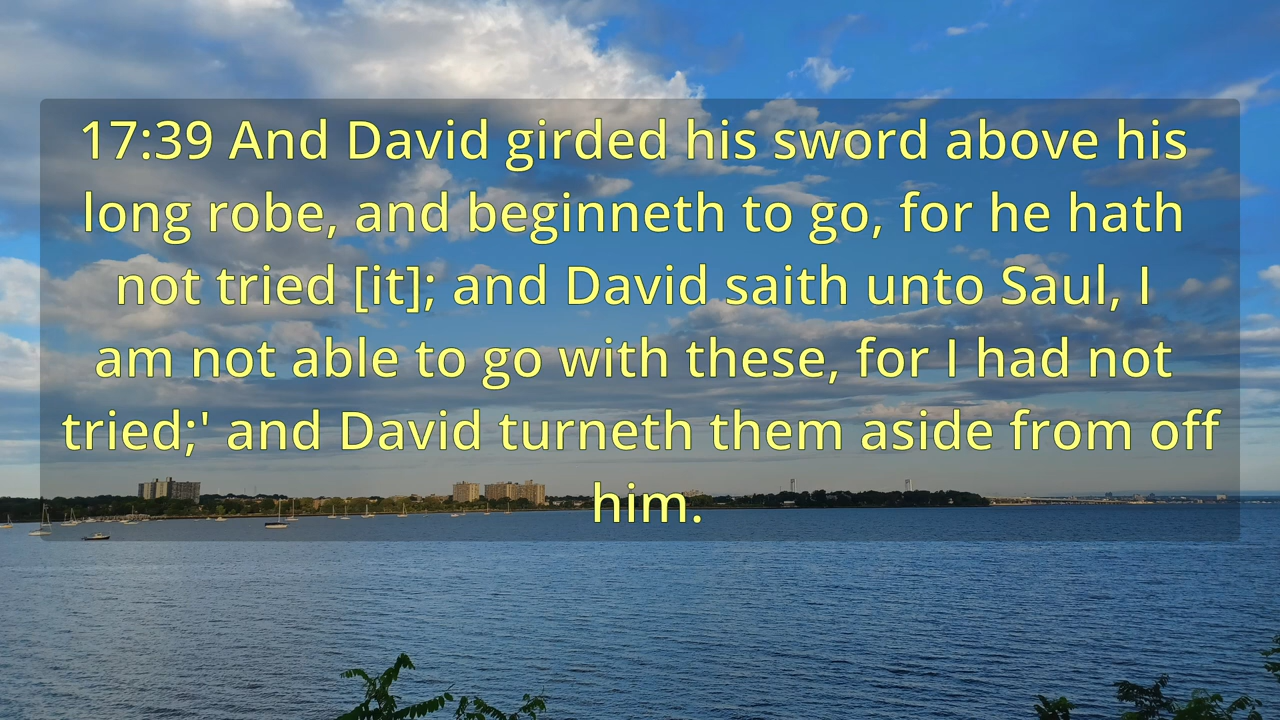 17:39 And David girded his sword above his
long robe, and beginneth to go, for he hath
not tried [it]; and David saith unto Saul, I
am not able to go with these, for I had not
tried;' and David turneth them aside from off
him.